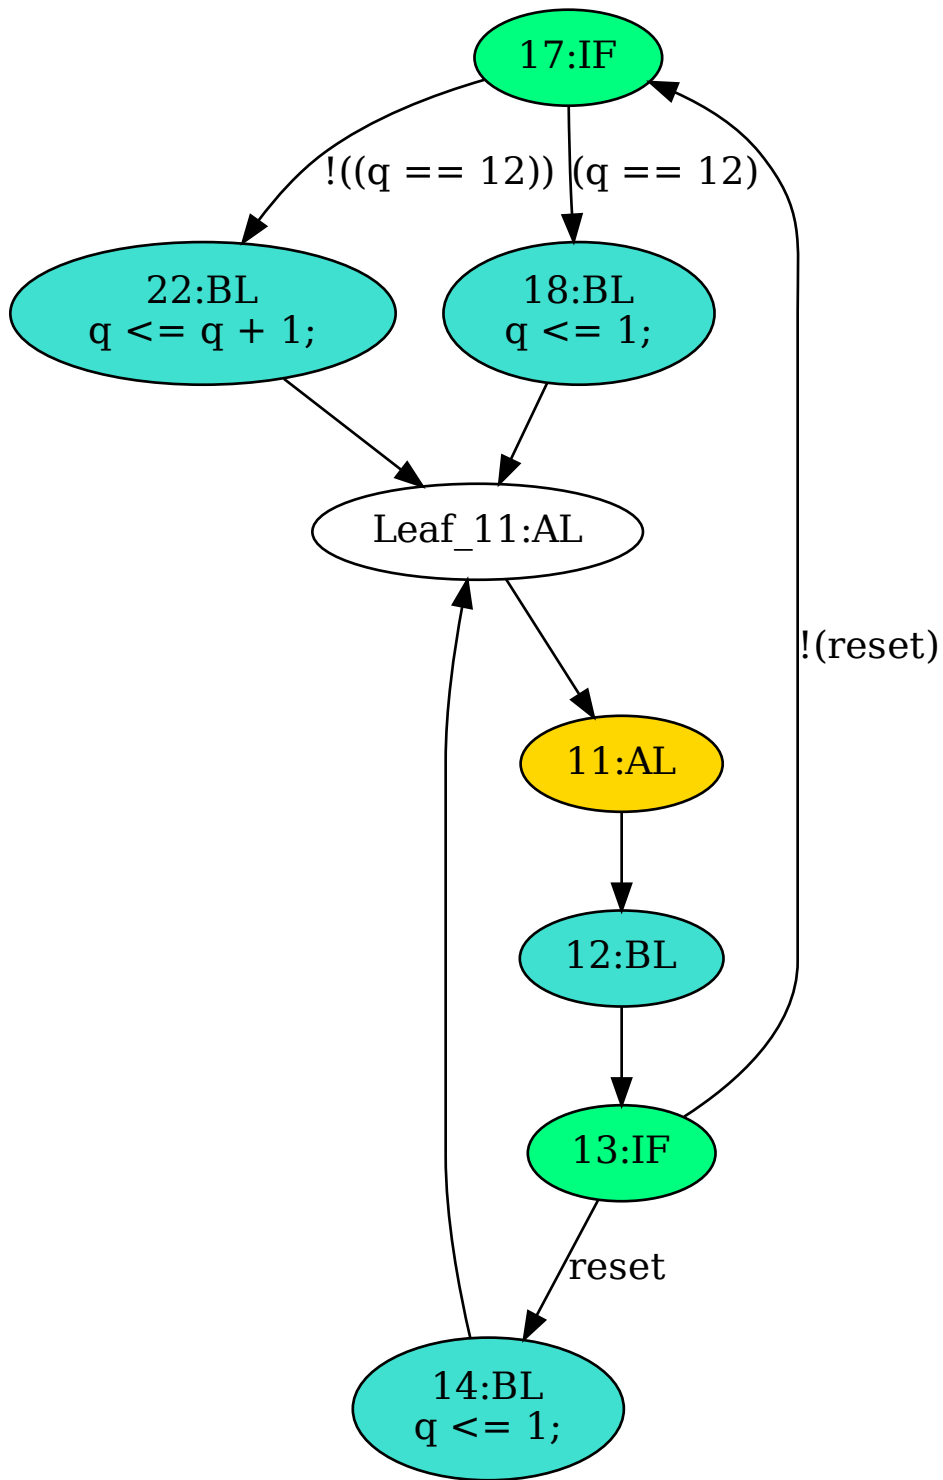 17:IF
!((q == 12))
(q == 12)
22:BL
q <= q + 1;
18:BL
q <= 1;
Leaf_11:AL
!(reset)
11:AL
12:BL
13:IF
reset
14:BL
q <= 1;